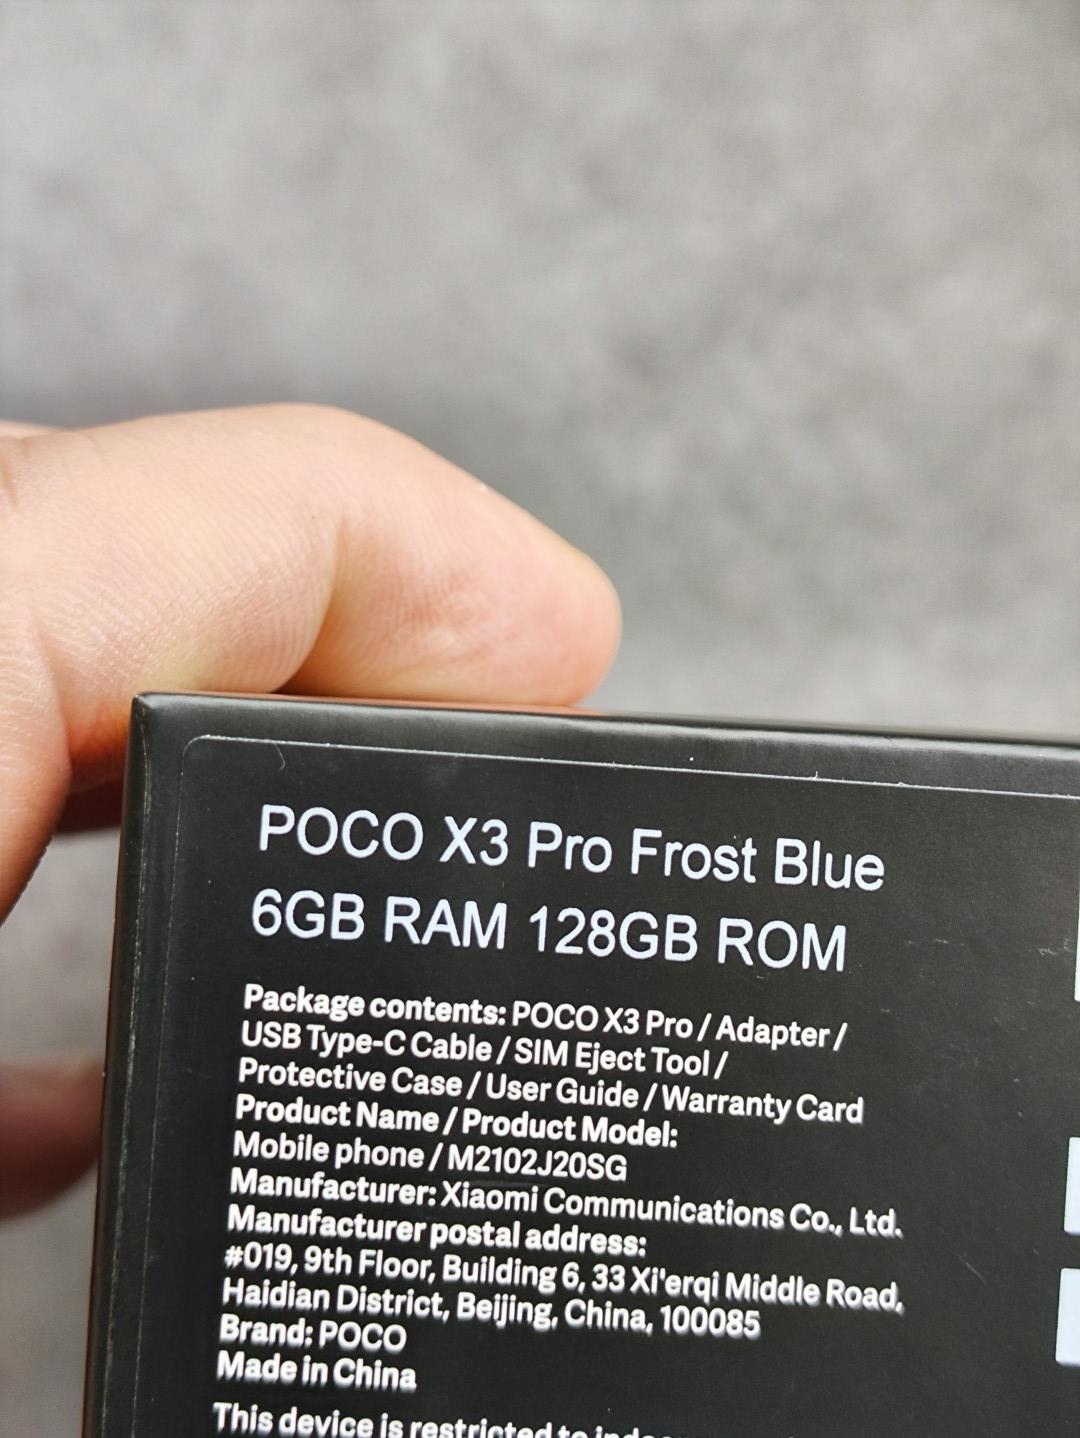 POCO X3 Pro Frost Blue
6GB RAM 128GB ROM
Package contents: POCO X3 Pro / Adapter /
USB Type-C Cable / SIM Eject Tool /
Protective Case / User Guide / Warranty Card
Product Name / Product Model:
Mobile phone / M2102J20SG
Manufacturer: Xiaomi Communications Co., Ltd.
Manufacturer postal address:
#019, 9th Floor, Building 6, 33 Xi'erqi Middle Road,
Haidian District, Beijing, China, 100085
Brand: POCO
Made in China
This device is restricted to